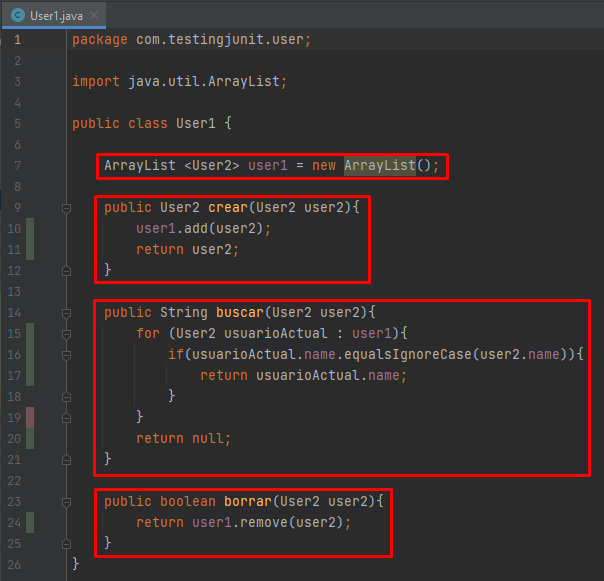 User1.java
1 package com.testingjunit.user;
2
3 import java.util.ArrayList;
4
5 public class User1 {
6
7 ArrayList <User2> user1 = new ArrayList();
8
9 public User2 crear(User2 user2){
10 user1.add(user2);
11 return user2;
12 }
13
14 public String buscar(User2 user2){
15 for (User2 usuarioActual : user1){
16 if(usuarioActual.name.equalsIgnoreCase(user2.name)){
17 return usuarioActual.name;
18 }
19 }
20 return null;
21 }
22
23 public boolean borrar(User2 user2){
24 return user1.remove(user2);
25 }
26 }